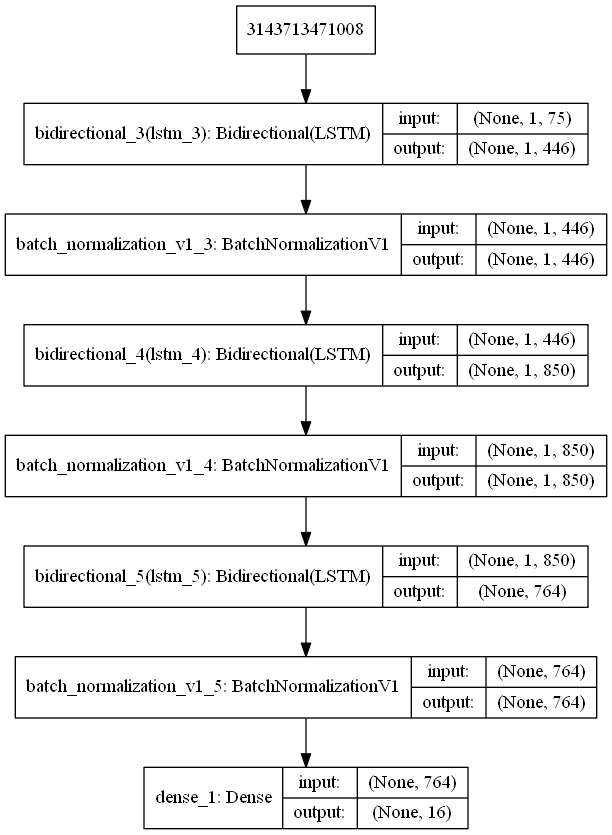 3143713471008
bidirectional_3(lstm_3): Bidirectional(LSTM)
input: (None, 1, 75)
output: (None, 1, 446)
batch_normalization_v1_3: BatchNormalizationV1
input: (None, 1, 446)
output: (None, 1, 446)
bidirectional_4(lstm_4): Bidirectional(LSTM)
input: (None, 1, 446)
output: (None, 1, 850)
batch_normalization_v1_4: BatchNormalizationV1
input: (None, 1, 850)
output: (None, 1, 850)
bidirectional_5(lstm_5): Bidirectional(LSTM)
input: (None, 1, 850)
output: (None, 764)
batch_normalization_v1_5: BatchNormalizationV1
input: (None, 764)
output: (None, 764)
dense_1: Dense
input: (None, 764)
output: (None, 16)